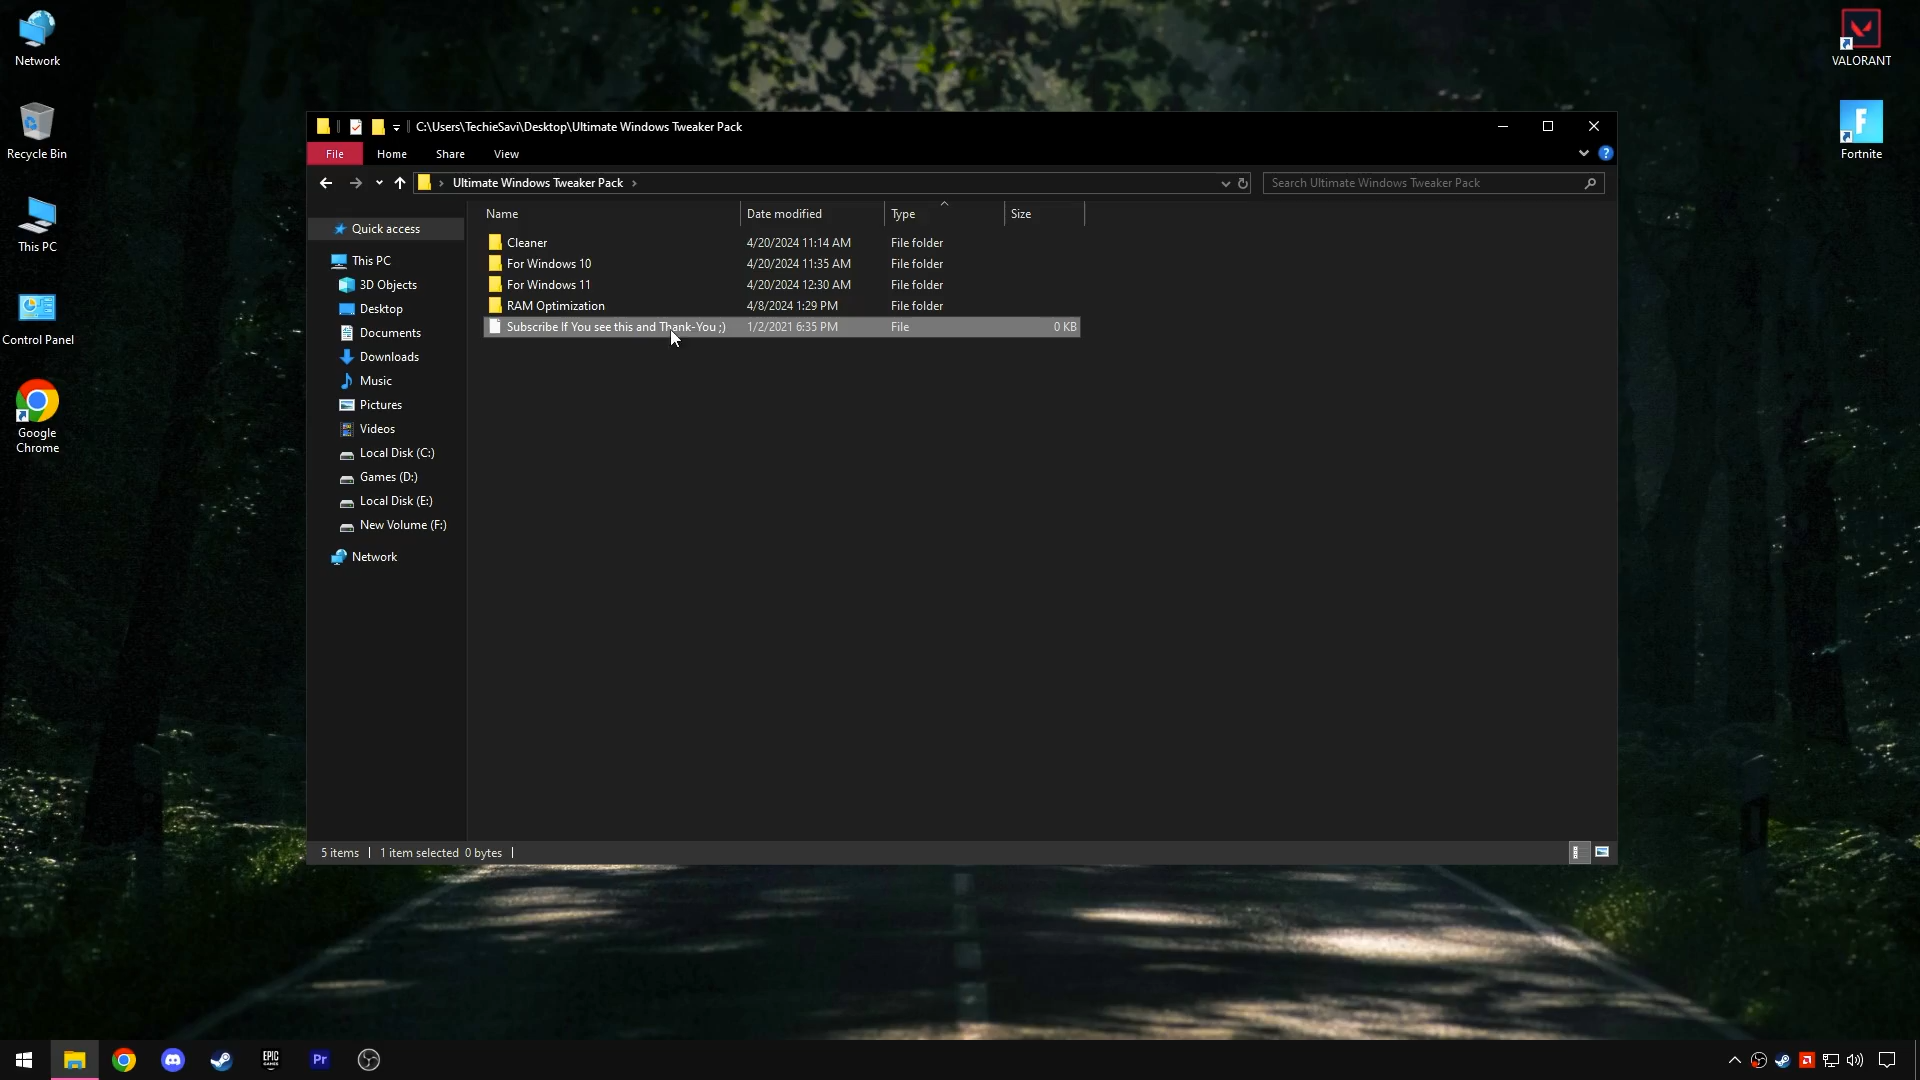 Network
Recycle Bin
This PC
Control Panel
Google
Chrome
VALORANT
F
Fortnite
C:\Users\TechieSavi\Desktop\Ultimate Windows Tweaker Pack
File Home Share View
?
Ultimate Windows Tweaker Pack
Search Ultimate Windows Tweaker Pack
Quick access
This PC
3D Objects
Desktop
Documents
Downloads
Music
Pictures
Videos
Local Disk (C:)
Games (D:)
Local Disk (E:)
New Volume (F:)
Network
Name Date modified Type Size
Cleaner 4/20/2024 11:14 AM File folder
For Windows 10 4/20/2024 11:35 AM File folder
For Windows 11 4/20/2024 12:30 AM File folder
RAM Optimization 4/8/2024 1:29 PM File folder
Subscribe If You see this and Thank-You ;) 1/2/2021 6:35 PM File 0 KB
5 items 1 item selected 0 bytes
EPIC
GAMES
Pr